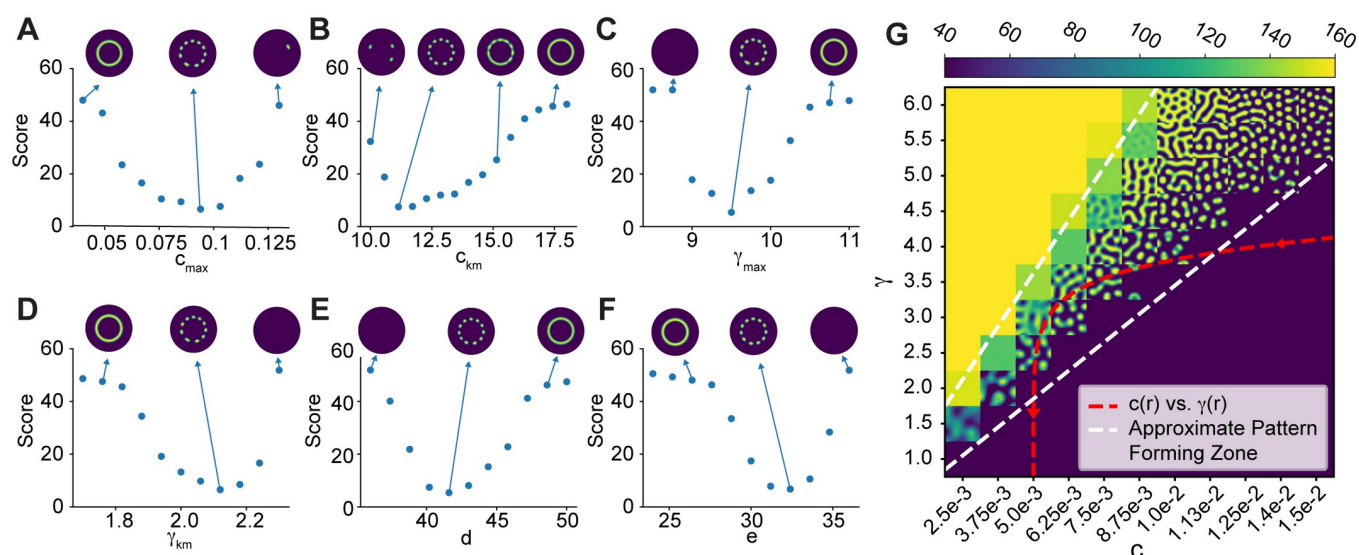 A
B
C
G
40 60 80 100 120 140 160
60
40
20
0
Score
0.05 0.075 0.1 0.125
c_max
60
40
20
0
Score
10.0 12.5 15.0 17.5
c_km
60
40
20
0
Score
9 10 11
γ_max
D
E
F
60
40
20
0
Score
1.8 2.0 2.2
γ_km
60
40
20
0
Score
40 45 50
d
60
40
20
0
Score
25 30 35
e
6.0
5.5
5.0
4.5
4.0
3.5
3.0
2.5
2.0
1.5
1.0
γ
c(r) vs. γ(r)
Approximate Pattern
Forming Zone
2.5e-3 3.75e-3 5.0e-3 6.25e-3 7.5e-3 8.75e-3 1.0e-2 1.13e-2 1.25e-2 1.4e-2 1.5e-2
c